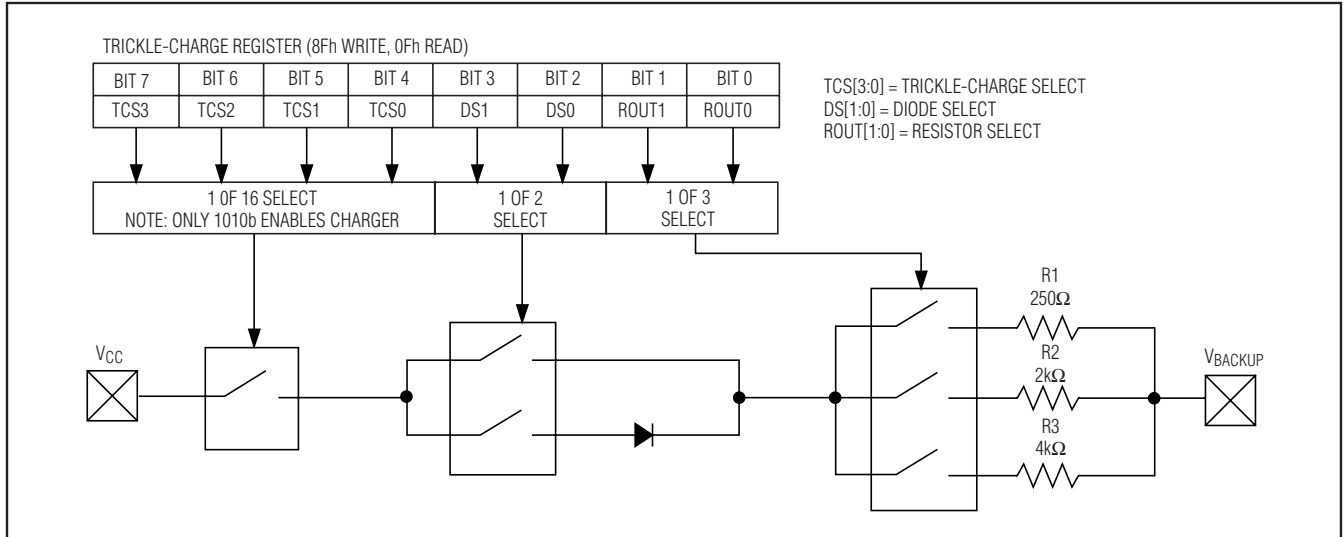 TRICKLE-CHARGE REGISTER (8Fh WRITE, 0Fh READ)
BIT 7 BIT 6 BIT 5 BIT 4 BIT 3 BIT 2 BIT 1 BIT 0
TCS3 TCS2 TCS1 TCS0 DS1 DS0 ROUT1 ROUT0
TCS[3:0] = TRICKLE-CHARGE SELECT
DS[1:0] = DIODE SELECT
ROUT[1:0] = RESISTOR SELECT
1 0F 16 SELECT
NOTE: ONLY 1010b ENABLES CHARGER
1 OF 2
SELECT
1 OF 3
SELECT
VCC
R1
250Ω
R2
2kΩ
R3
4kΩ
VBACKUP